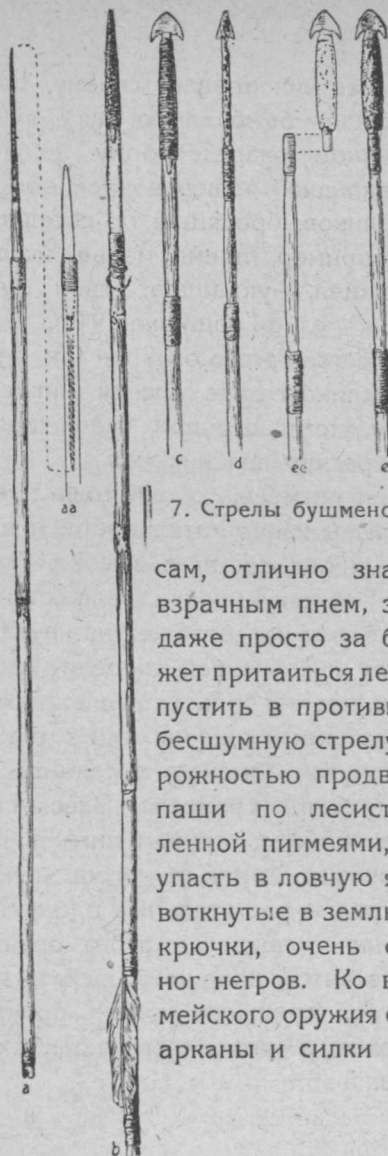 aa
c
d
ee
e
7. Стрелы бушмено
сам, отлично зна
взрачным пнем, з
даже просто за б
жет притаиться ле
пустить в противн
бесшумную стрелу
рожностью продв
паши по лесист
ленной пигмеями,
упасть в ловчую я
воткнутые в земл
крючки, очень о
ног негров. Ко в
мейского оружия о
арканы и силки
a
b